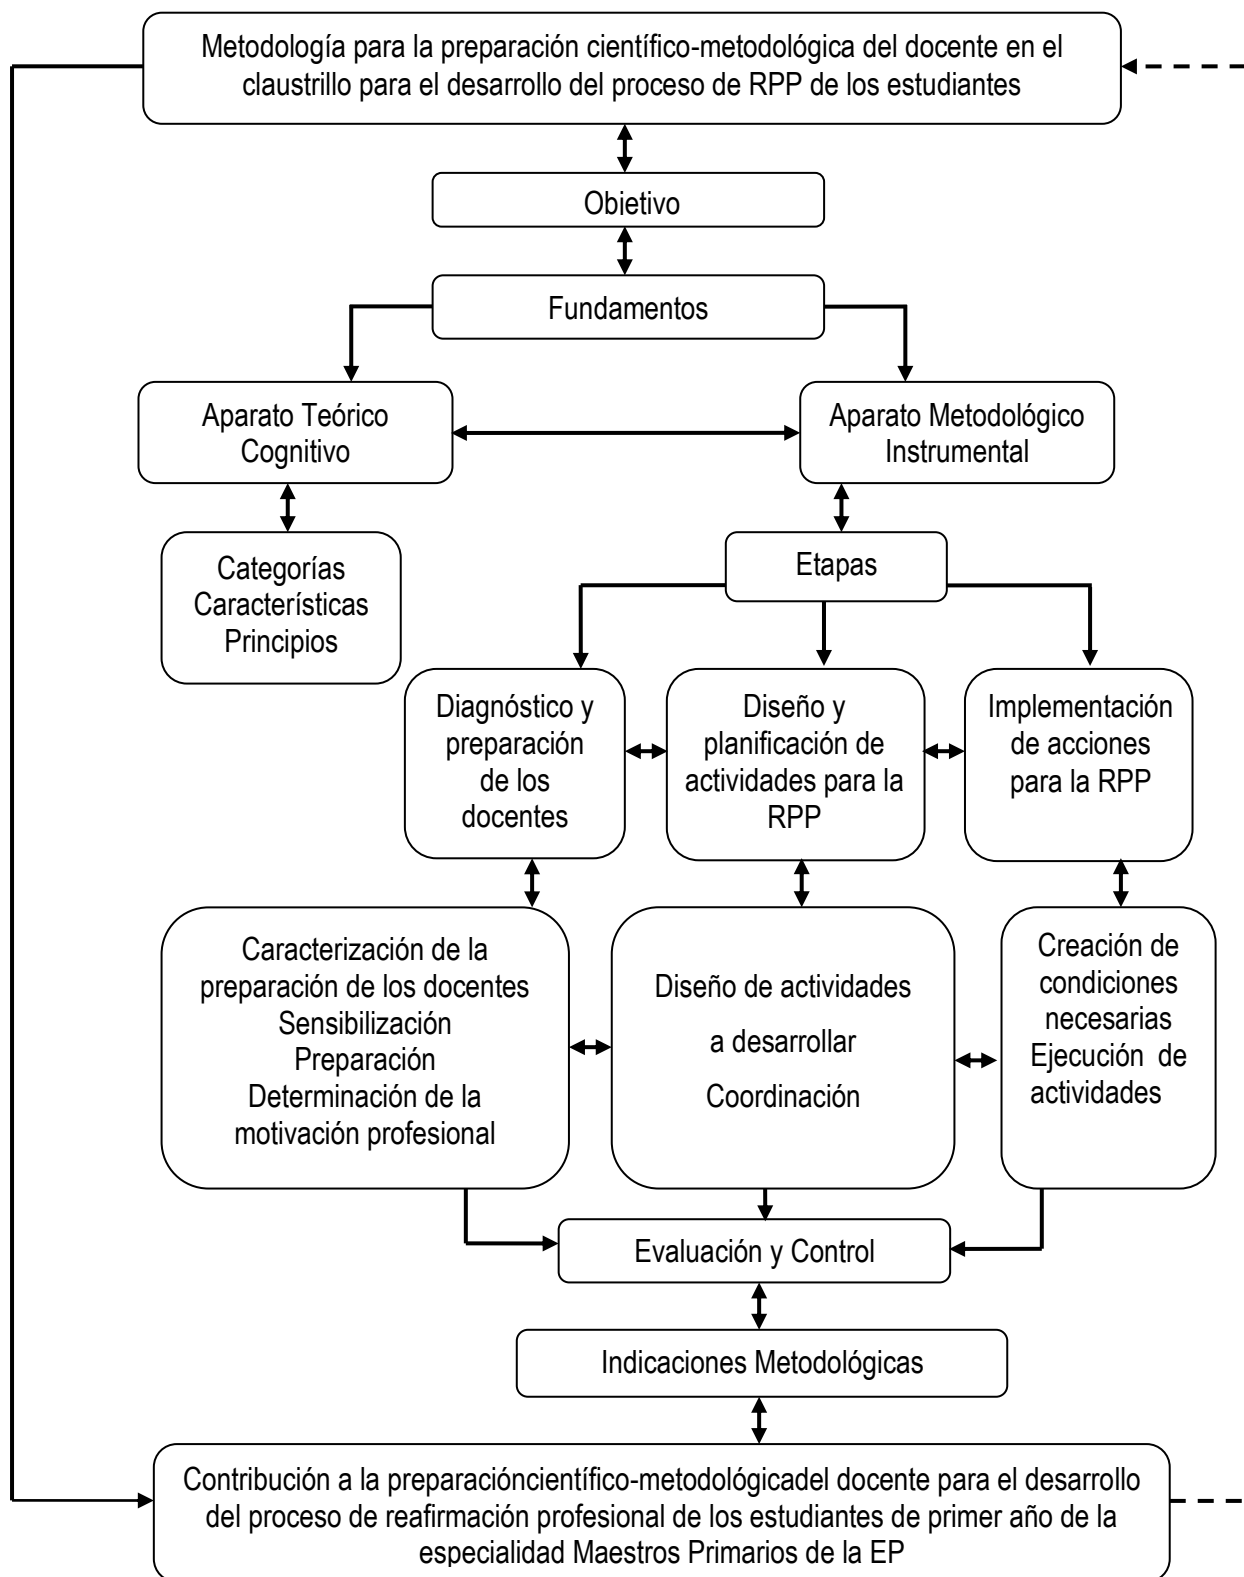 Metodología para la preparación científico-metodológica del docente en el
claustrillo para el desarrollo del proceso de RPP de los estudiantes
Objetivo
Fundamentos
Aparato Teórico
Cognitivo
Aparato Metodológico
Instrumental
Categorías
Características
Principios
Etapas
Diagnóstico y
preparación
de los
docentes
Diseño y
planificación de
actividades para la
RPP
Implementación
de acciones
para la RPP
Caracterización de la
preparación de los docentes
Sensibilización
Preparación
Determinación de la
motivación profesional
Diseño de actividades
a desarrollar
Coordinación
Creación de
condiciones
necesarias
Ejecución de
actividades
Evaluación y Control
Indicaciones Metodológicas
Contribución a la preparacióncientífico-metodológicadel docente para el desarrollo
del proceso de reafirmación profesional de los estudiantes de primer año de la
especialidad Maestros Primarios de la EP